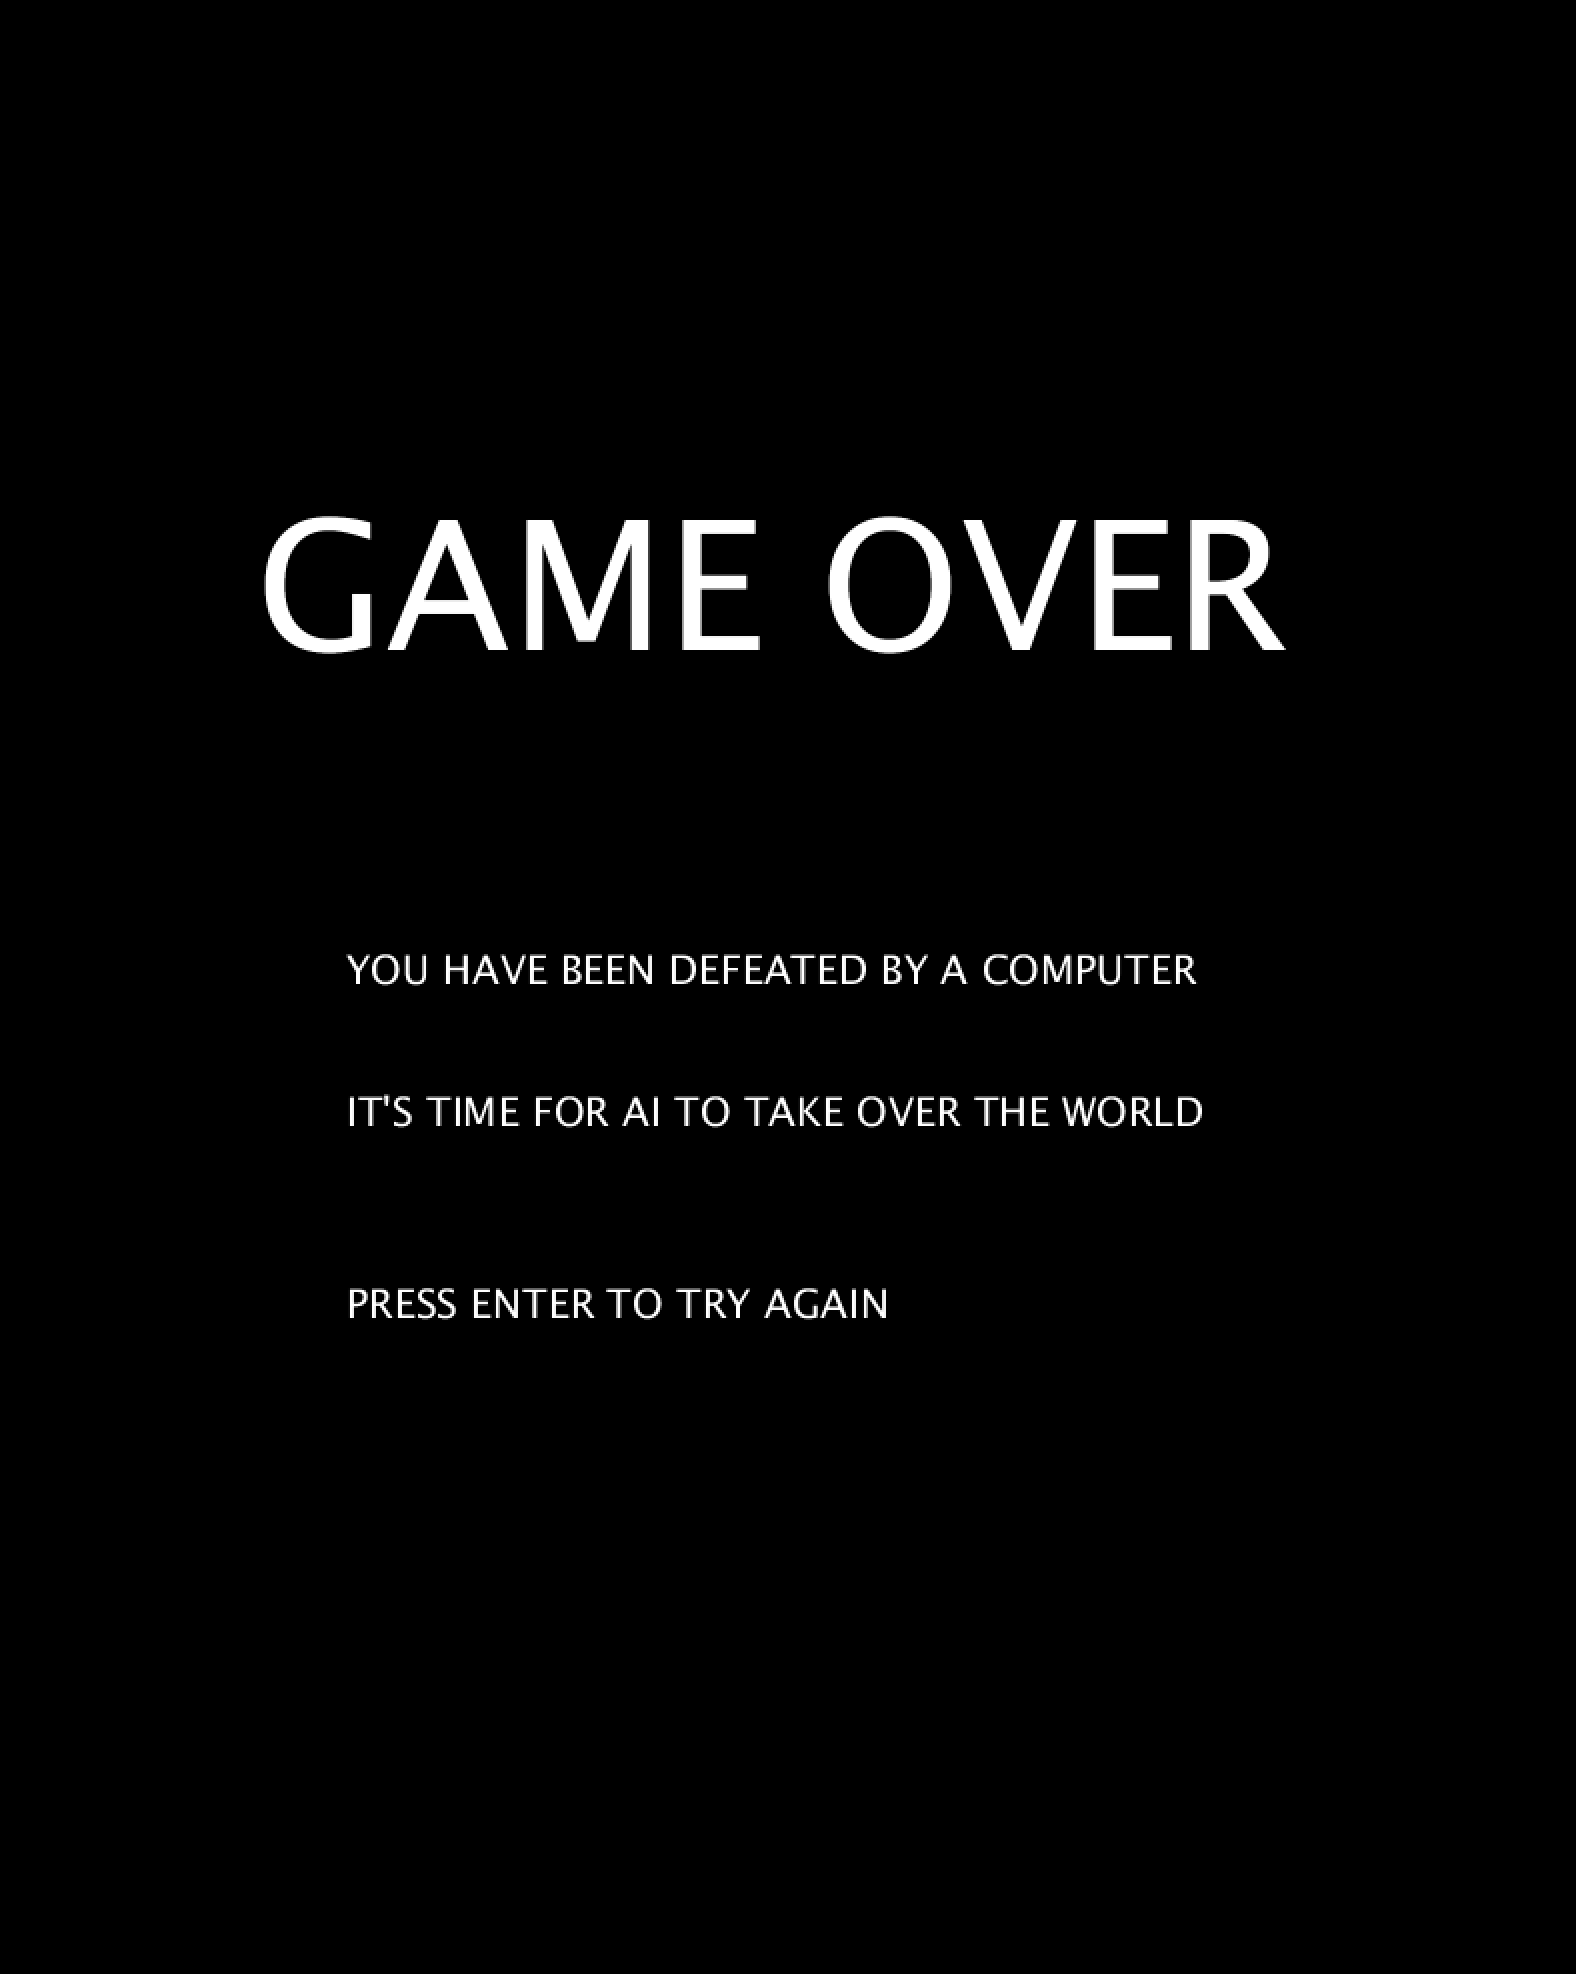 GAME OVER
YOU HAVE BEEN DEFEATED BY A COMPUTER
IT'S TIME FOR AI TO TAKE OVER THE WORLD
PRESS ENTER TO TRY AGAIN